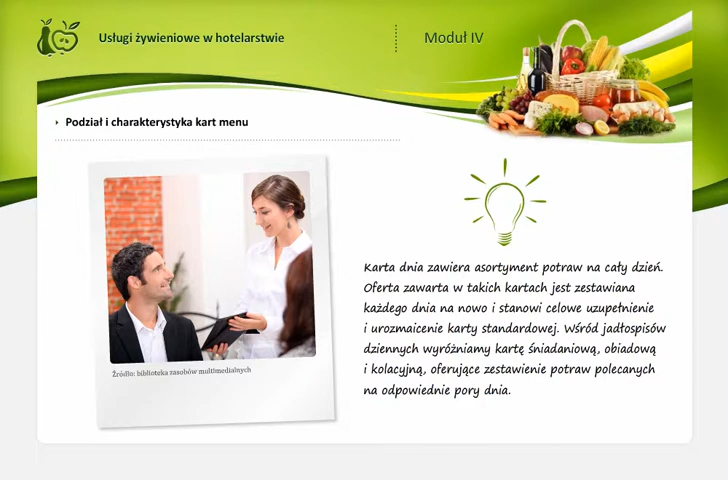 Usługi żywieniowe w hotelarstwie
Moduł IV
Podział i charakterystyka kart menu
Źródło: biblioteka zasobów multimedialnych
Karta dnia zawiera asortyment potraw na cały dzień.
Oferta zawarta w takich kartach jest zestawiana
każdego dnia na nowo i stanowi celowe uzupełnienie
i urozmaicenie karty standardowej. Wśród jadłospisów
dziennych wyróżniamy kartę śniadaniową, obiadową
i kolacyjną, oferujące zestawienie potraw polecanych
na odpowiednie pory dnia.